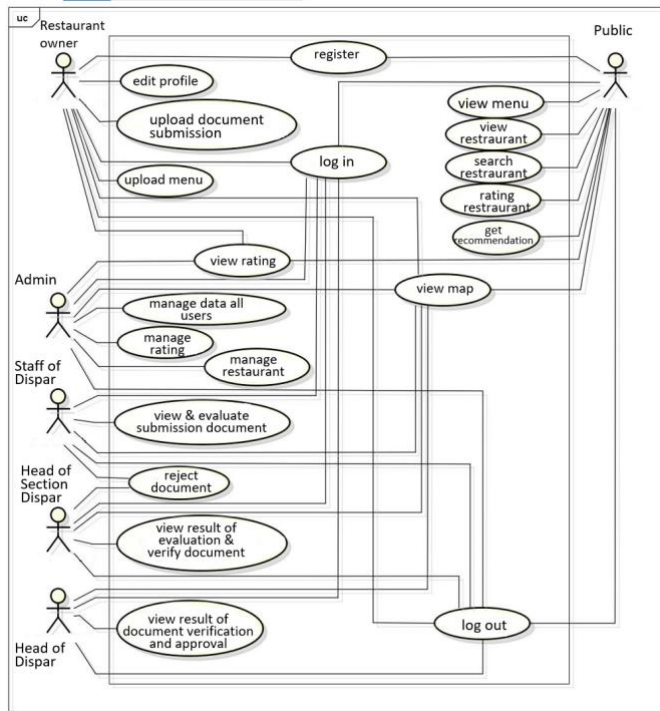 uc
Restaurant
owner
Public
register
edit profile
view menu
upload document
submission
view
restraurant
log in
search
restraurant
upload menu
rating
restraurant
get
recommendation
view rating
Admin
view map
manage data all
users
manage
rating
manage
restaurant
Staff of
Dispar
view & evaluate
submission document
Head of
Section
Dispar
reject
document
view result of
evaluation &
verify document
view result of
document verification
and approval
log out
Head of
Dispar